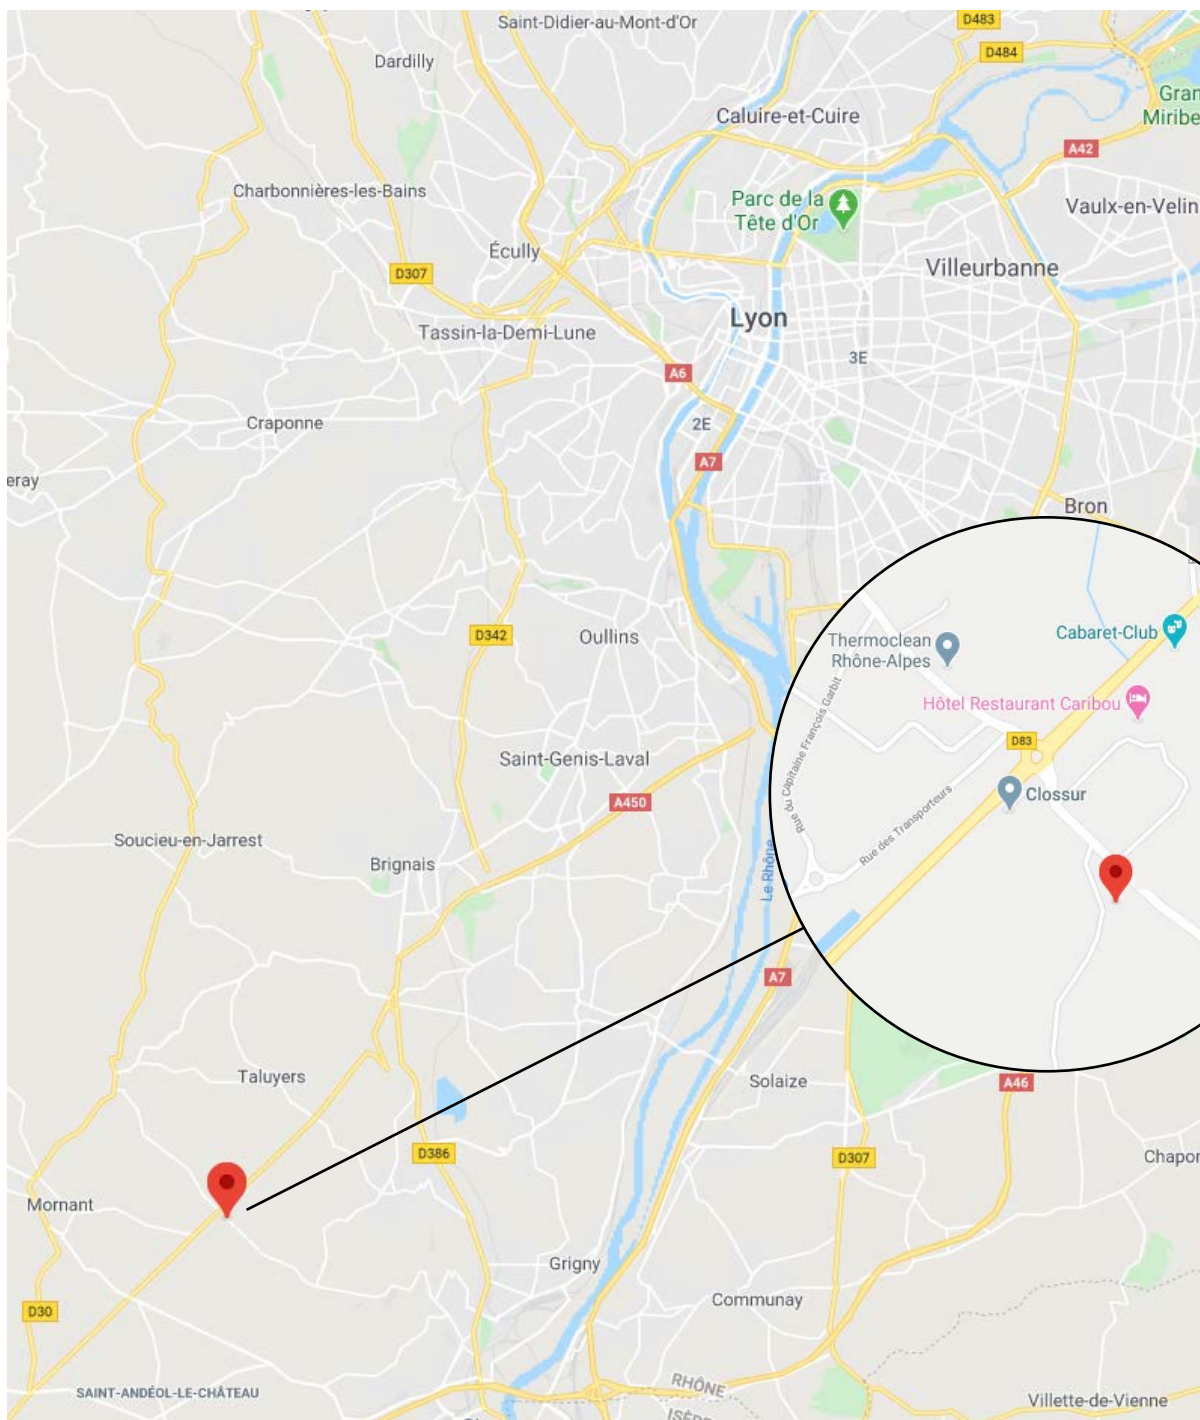 Saint-Didier-au-Mont-d'Or
D483
Dardilly
D484
Gran
Miribe
Caluire-et-Cuire
A42
Charbonnières-les-Bains
Parc de la
Tête d'Or
Vaulx-en-Velin
Écully
D307
Villeurbanne
Lyon
Tassin-la-Demi-Lune
3E
A6
Craponne
2E
A7
eray
Bron
D342
Oullins
Thermoclean
Rhône-Alpes
Cabaret-Club
Hôtel Restaurant Caribou
Rue du Capitaine François Garbit
D83
Saint-Genis-Laval
A450
Clossur
Rue des Transporteurs
Soucieu-en-Jarrest
Brignais
Le Rhône
A7
Taluyers
Solaize
A46
D386
D307
Chapor
Mornant
Grigny
Communay
D30
SAINT-ANDÉOL-LE-CHÂTEAU
RHÔNE
ISÈR
Villette-de-Vienne